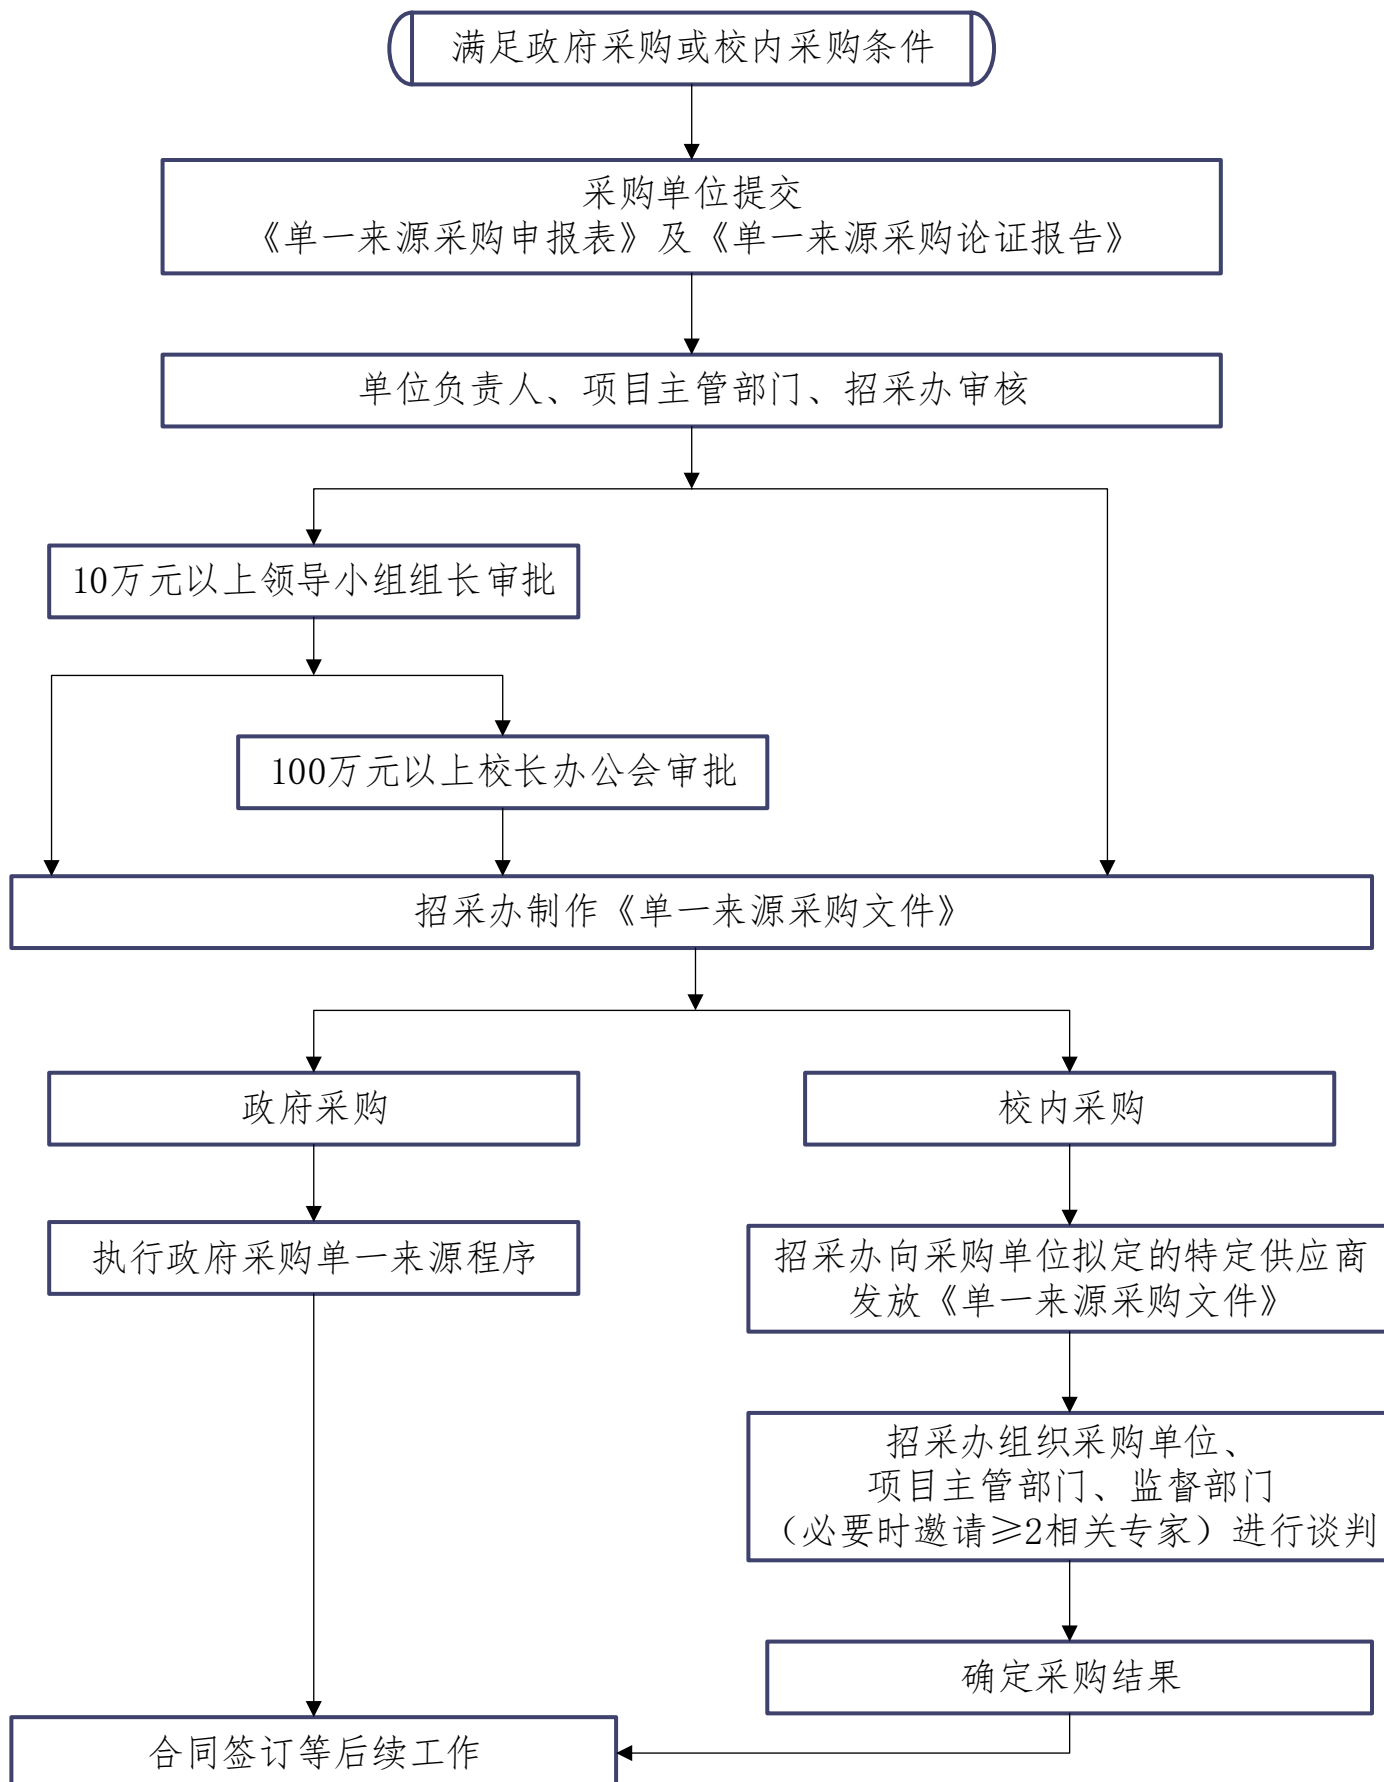 满足政府采购或校内采购条件
采购单位提交
《单一来源采购申报表》及《单一来源采购论证报告》
单位负责人、项目主管部门、招采办审核
10万元以上领导小组组长审批
100万元以上校长办公会审批
招采办制作《单一来源采购文件》
政府采购
校内采购
执行政府采购单一来源程序
招采办向采购单位拟定的特定供应商
发放《单一来源采购文件》
招采办组织采购单位、
项目主管部门、监督部门
（必要时邀请≥2相关专家）进行谈判
确定采购结果
合同签订等后续工作